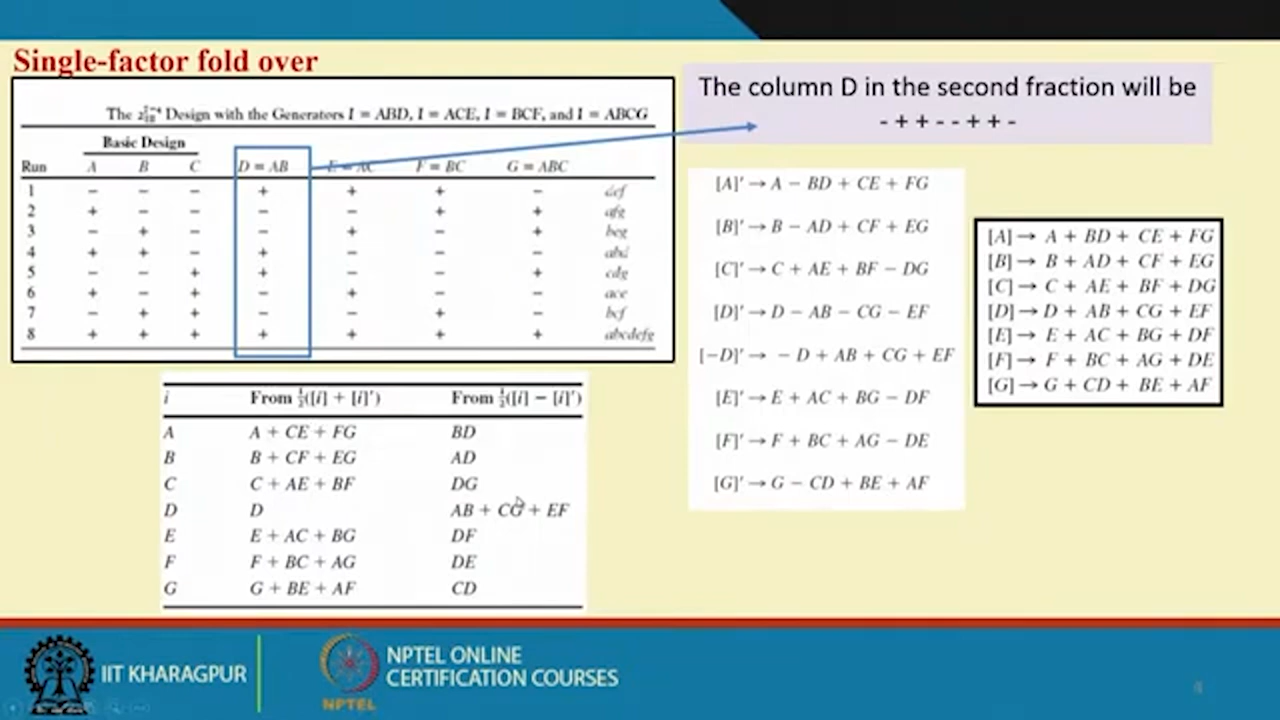 Single-factor fold over
The 2_{III}^{7-4} Design with the Generators I = ABD, I = ACE, I = BCF, and I = ABCG
Basic Design
Run A B C D = AB E = AC F = BC G = ABC
1 − − − + + + − def
2 + − − − − + + afg
3 − + − − + − + beg
4 + + − + − − − abd
5 − − + + − − + cdg
6 + − + − + − − ace
7 − + + − − + − bcf
8 + + + + + + + abcdefg
The column D in the second fraction will be
- + + - - + + -
[A]′ → A − BD + CE + FG
[B]′ → B − AD + CF + EG
[C]′ → C + AE + BF − DG
[D]′ → D − AB − CG − EF
[−D]′ → − D + AB + CG + EF
[E]′ → E + AC + BG − DF
[F]′ → F + BC + AG − DE
[G]′ → G − CD + BE + AF
[A] → A + BD + CE + FG
[B] → B + AD + CF + EG
[C] → C + AE + BF + DG
[D] → D + AB + CG + EF
[E] → E + AC + BG + DF
[F] → F + BC + AG + DE
[G] → G + CD + BE + AF
i From ½([i] + [i]′) From ½([i] − [i]′)
A A + CE + FG BD
B B + CF + EG AD
C C + AE + BF DG
D D AB + CG + EF
E E + AC + BG DF
F F + BC + AG DE
G G + BE + AF CD
IIT KHARAGPUR
NPTEL
NPTEL ONLINE
CERTIFICATION COURSES